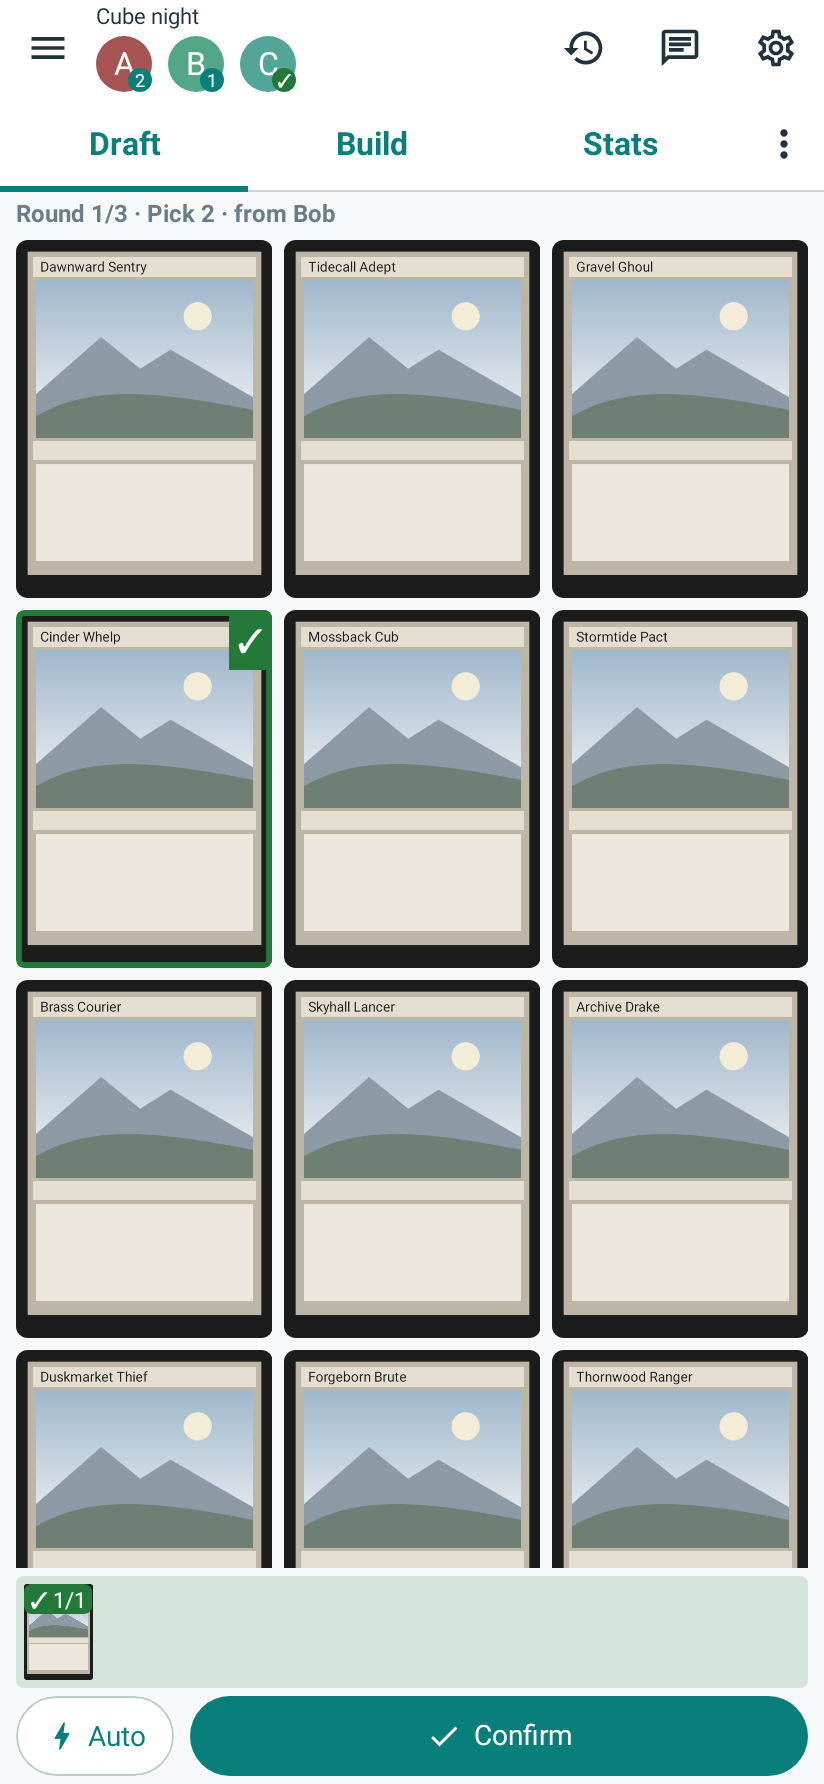 Cube night
A 2 B 1 C ✓
Draft Build Stats
Round 1/3 · Pick 2 · from Bob
Dawnward Sentry Tidecall Adept Gravel Ghoul
Cinder Whelp ✓ Mossback Cub Stormtide Pact
Brass Courier Skyhall Lancer Archive Drake
Duskmarket Thief Forgeborn Brute Thornwood Ranger
✓ 1/1
Auto ✓ Confirm